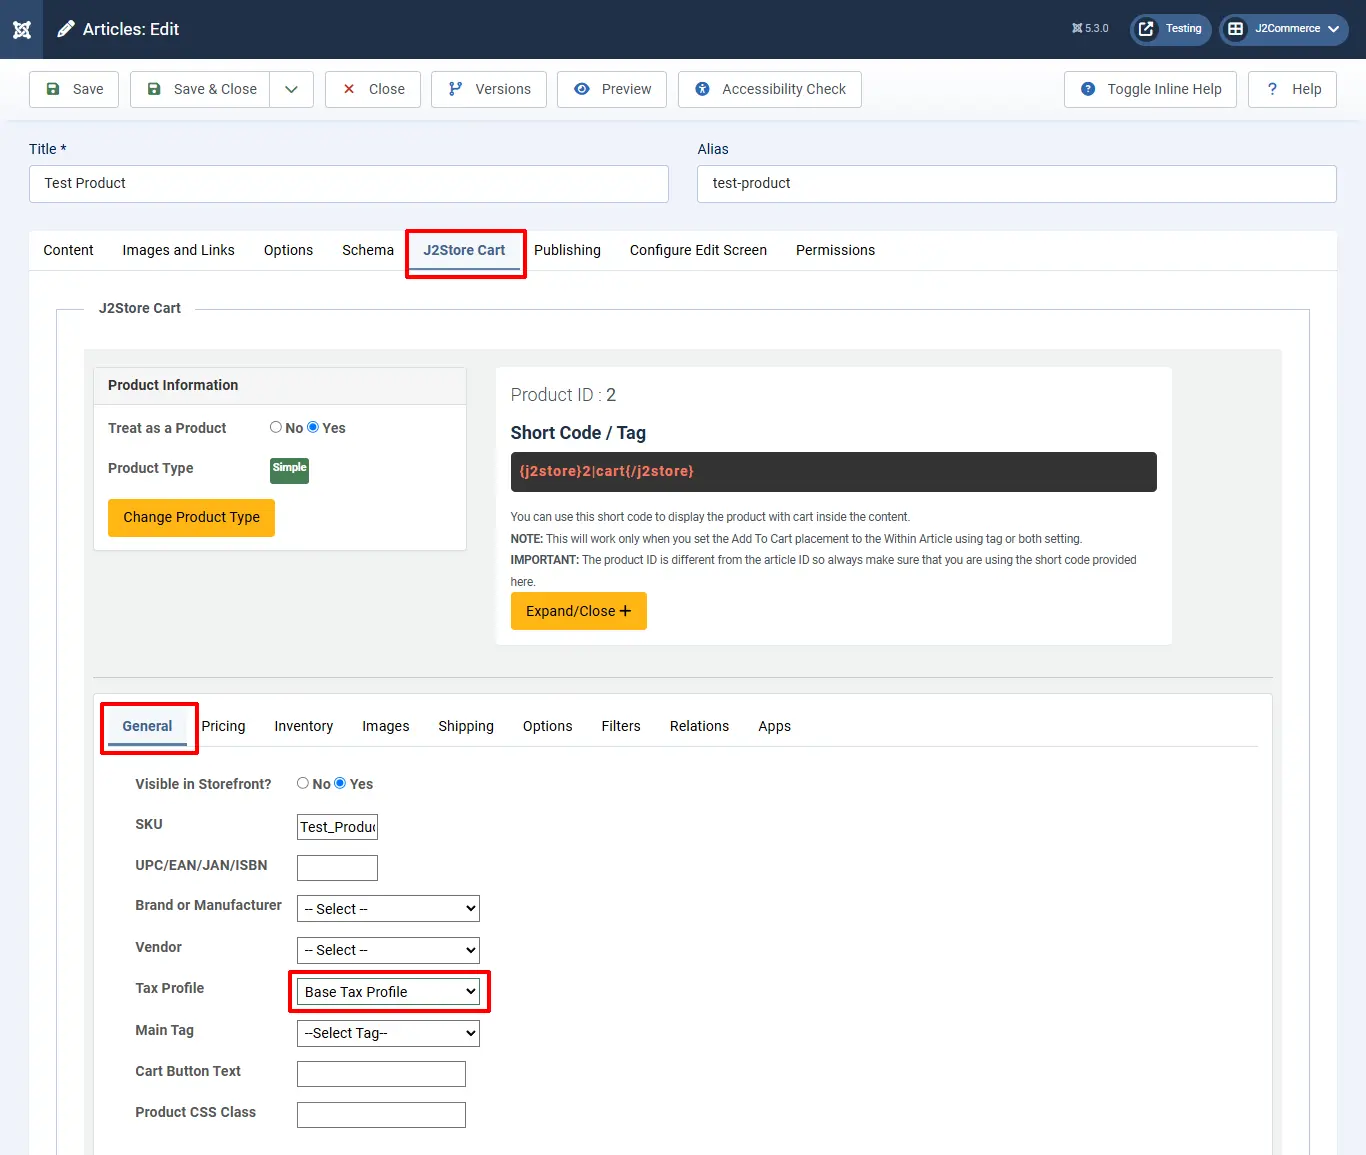 Articles: Edit
5.3.0
Testing
J2Commerce
Save
Save & Close
Close
Versions
Preview
Accessibility Check
Toggle Inline Help
Help
Title *
Alias
Test Product
test-product
Content
Images and Links
Options
Schema
J2Store Cart
Publishing
Configure Edit Screen
Permissions
J2Store Cart
Product Information
Treat as a Product
No
Yes
Product Type
Simple
Change Product Type
Product ID : 2
Short Code / Tag
{j2store}2|cart{/j2store}
You can use this short code to display the product with cart inside the content.
NOTE: This will work only when you set the Add To Cart placement to the Within Article using tag or both setting.
IMPORTANT: The product ID is different from the article ID so always make sure that you are using the short code provided
here.
Expand/Close +
General
Pricing
Inventory
Images
Shipping
Options
Filters
Relations
Apps
Visible in Storefront?
No
Yes
SKU
Test_Produc
UPC/EAN/JAN/ISBN
Brand or Manufacturer
-- Select --
Vendor
-- Select --
Tax Profile
Base Tax Profile
Main Tag
--Select Tag--
Cart Button Text
Product CSS Class